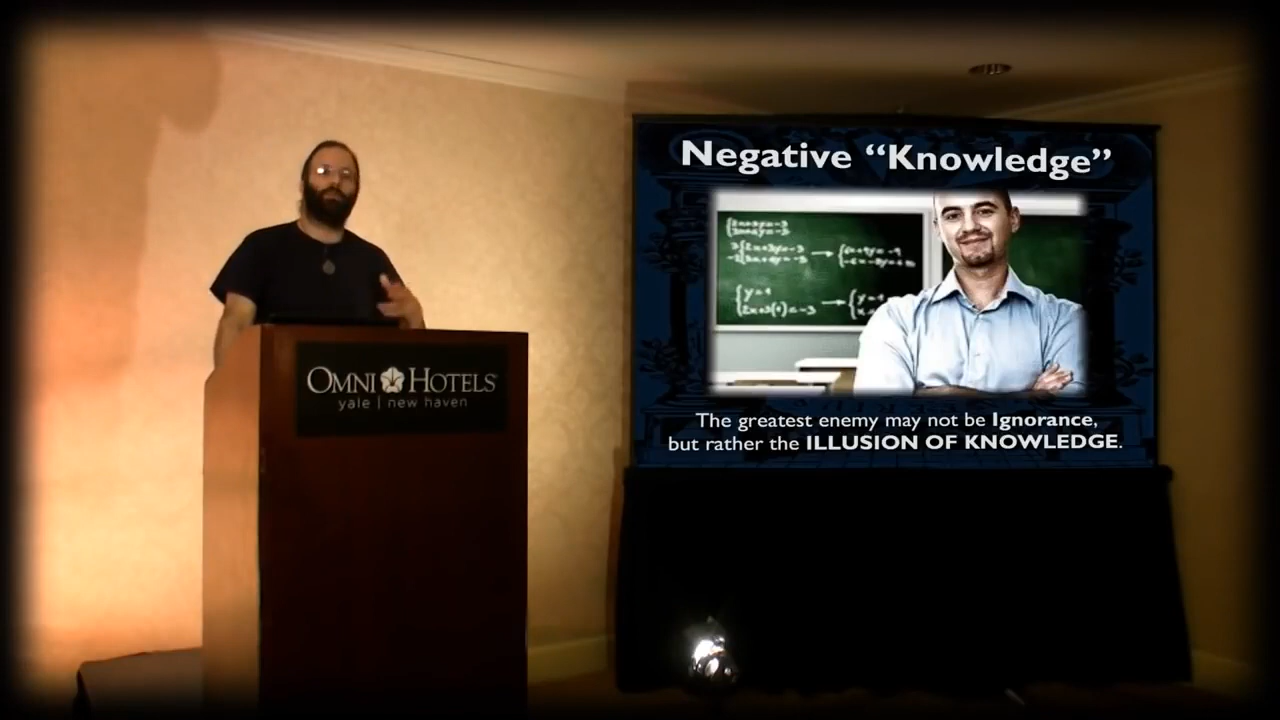 Negative “Knowledge”
The greatest enemy may not be Ignorance,
but rather the ILLUSION OF KNOWLEDGE.
OMNI HOTELS
yale | new haven